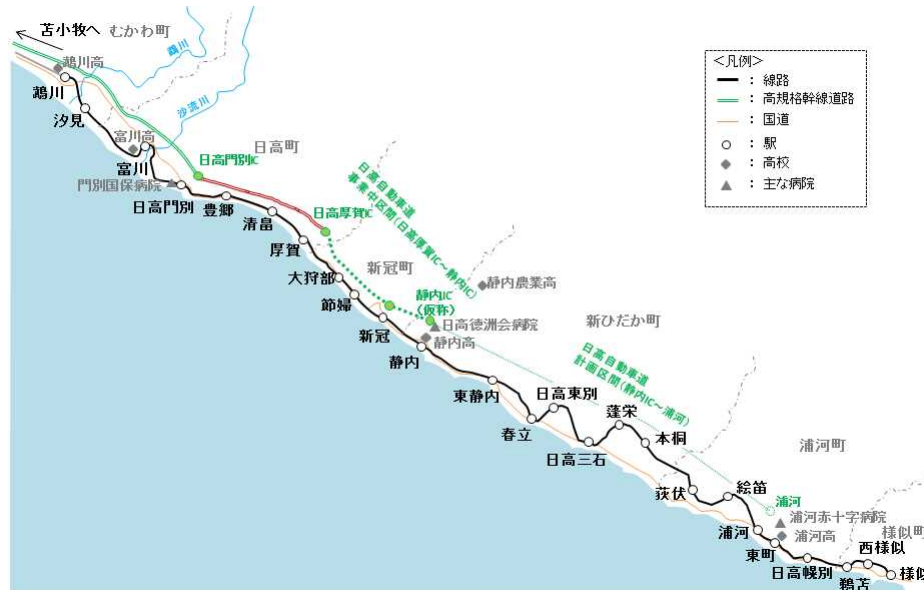 苫小牧へ
むかわ町
鵡川
沙流川
鵡川高
鵡川
汐見
富川高
富川
門別国保病院
日高門別
日高町
日高門別IC
豊郷
清畠
厚賀
日高厚賀IC
大狩部
節婦
新冠町
新冠
静内
日高自動車道
事業中区間(日高厚賀IC～静内IC)
静内IC
(仮称)
静内農業高
日高徳洲会病院
静内高
新ひだか町
東静内
春立
日高東別
日高三石
蓬栄
本桐
日高自動車道
計画区間(静内IC～浦河)
荻伏
絵笛
浦河町
浦河
浦河赤十字病院
浦河高
浦河
東町
日高幌別
様似町
西様似
鵜苫
様似
＜凡例＞
：線路
：高規格幹線道路
：国道
：駅
：高校
：主な病院